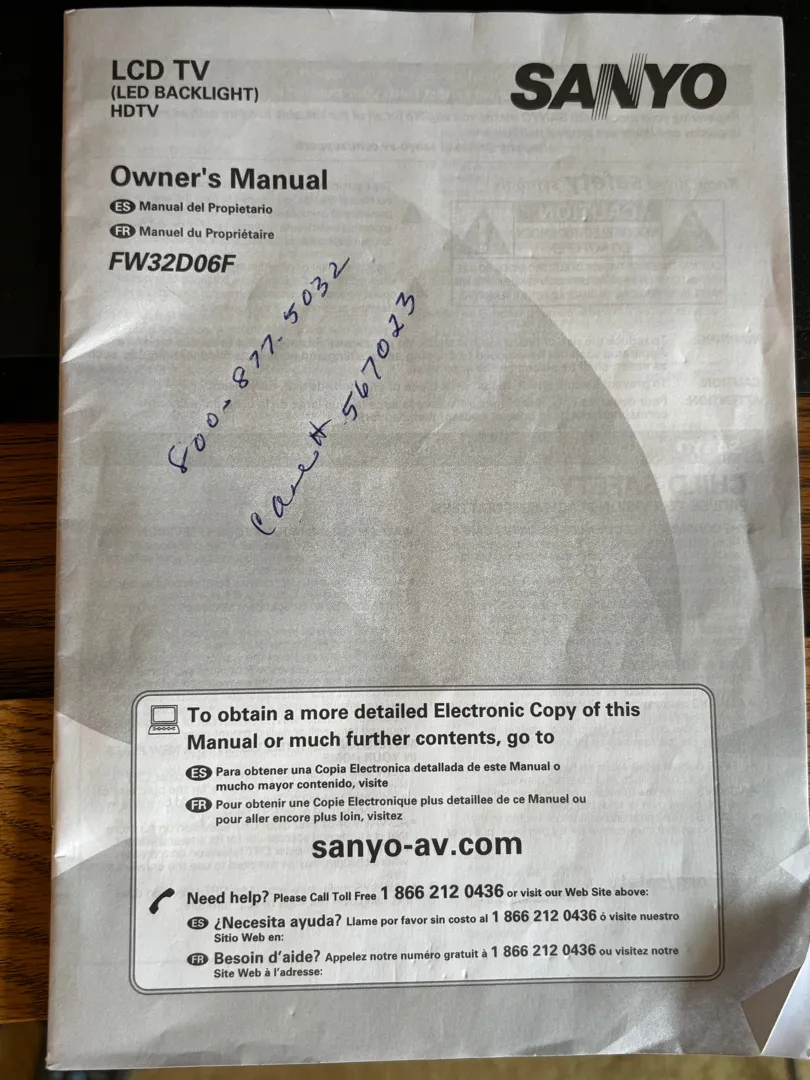 LCD TV
(LED BACKLIGHT)
HDTV
SANYO
Owner's Manual
ES Manual del Propietario
FR Manuel du Propriétaire
FW32D06F
800-877-5032
Case# 567023
To obtain a more detailed Electronic Copy of this
Manual or much further contents, go to
ES Para obtener una Copia Electronica detallada de este Manual o
mucho mayor contenido, visite
FR Pour obtenir une Copie Electronique plus detaillee de ce Manuel ou
pour aller encore plus loin, visitez
sanyo-av.com
Need help? Please Call Toll Free 1 866 212 0436 or visit our Web Site above:
ES ¿Necesita ayuda? Llame por favor sin costo al 1 866 212 0436 ó visite nuestro
Sitio Web en:
FR Besoin d'aide? Appelez notre numéro gratuit à 1 866 212 0436 ou visitez notre
Site Web à l'adresse: